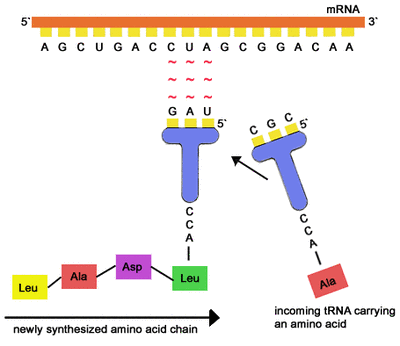 mRNA
5` 3`
A G C U G A C C U A G C G G A C A A
~ ~ ~
~ ~ ~
~ ~ ~
G A U
5`
C G C 5`
C C A
C C A
Leu Ala Asp Leu
Ala
newly synthesized amino acid chain
incoming tRNA carrying
an amino acid